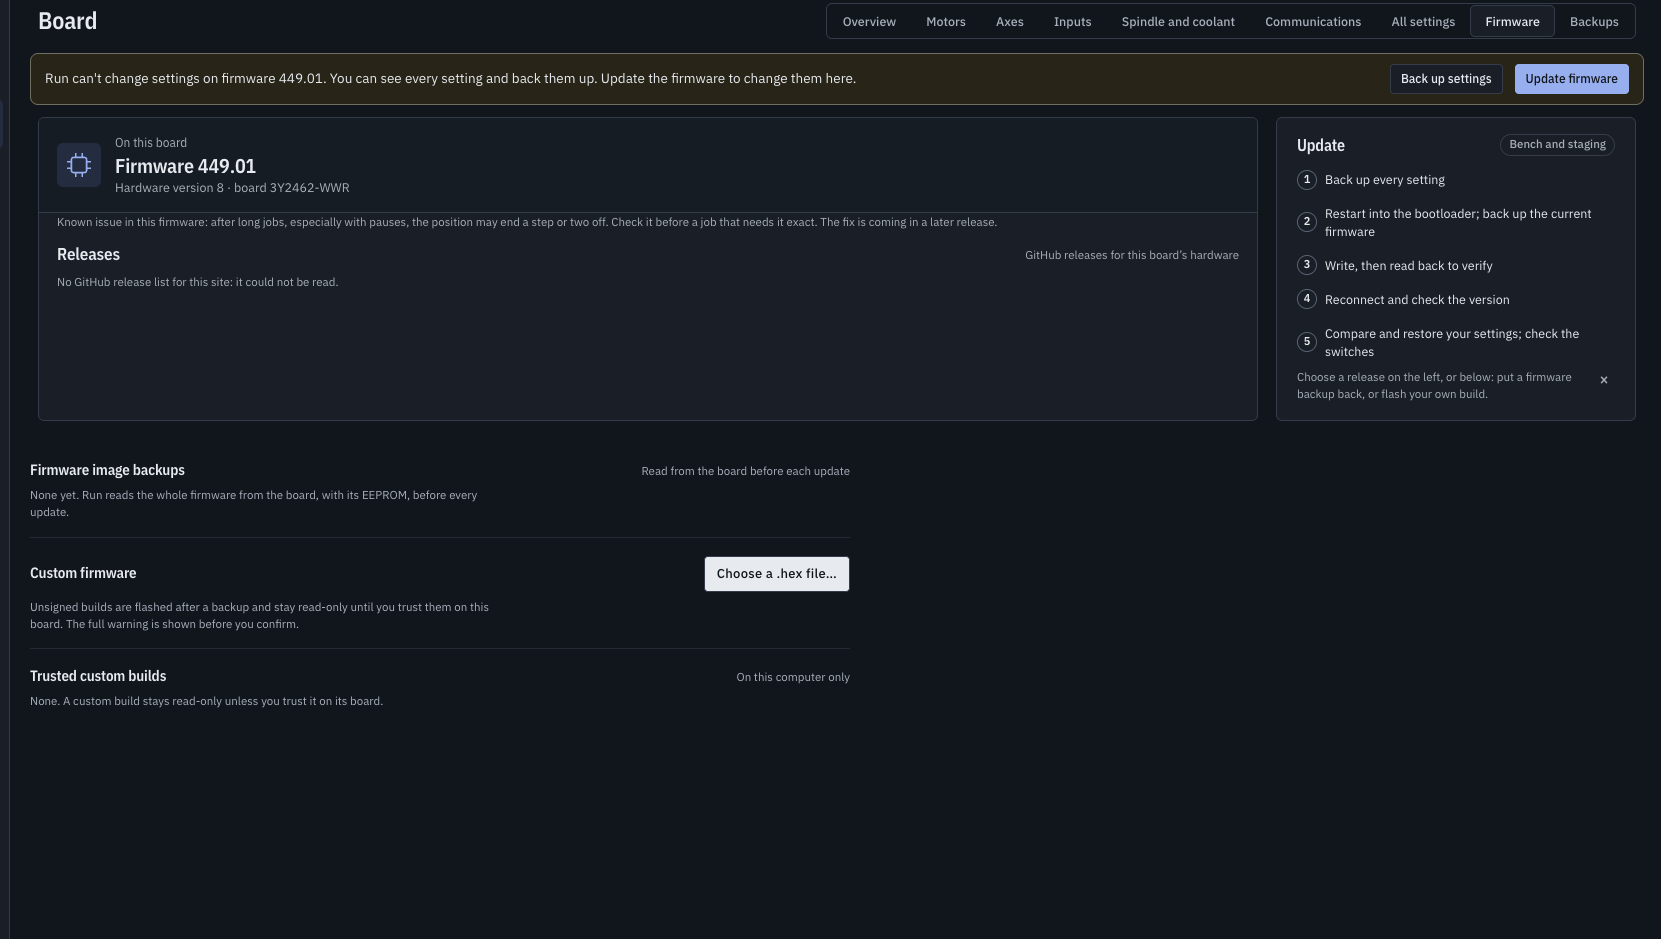 Board
Overview
Motors
Axes
Inputs
Spindle and coolant
Communications
All settings
Firmware
Backups
Run can't change settings on firmware 449.01. You can see every setting and back them up. Update the firmware to change them here.
Back up settings
Update firmware
On this board
Firmware 449.01
Hardware version 8 · board 3Y2462-WWR
Known issue in this firmware: after long jobs, especially with pauses, the position may end a step or two off. Check it before a job that needs it exact. The fix is coming in a later release.
Releases
GitHub releases for this board’s hardware
No GitHub release list for this site: it could not be read.
Update
Bench and staging
1 Back up every setting
2 Restart into the bootloader; back up the current
firmware
3 Write, then read back to verify
4 Reconnect and check the version
5 Compare and restore your settings; check the
switches
Choose a release on the left, or below: put a firmware
backup back, or flash your own build.
×
Firmware image backups
Read from the board before each update
None yet. Run reads the whole firmware from the board, with its EEPROM, before every
update.
Custom firmware
Choose a .hex file...
Unsigned builds are flashed after a backup and stay read-only until you trust them on this
board. The full warning is shown before you confirm.
Trusted custom builds
On this computer only
None. A custom build stays read-only unless you trust it on its board.